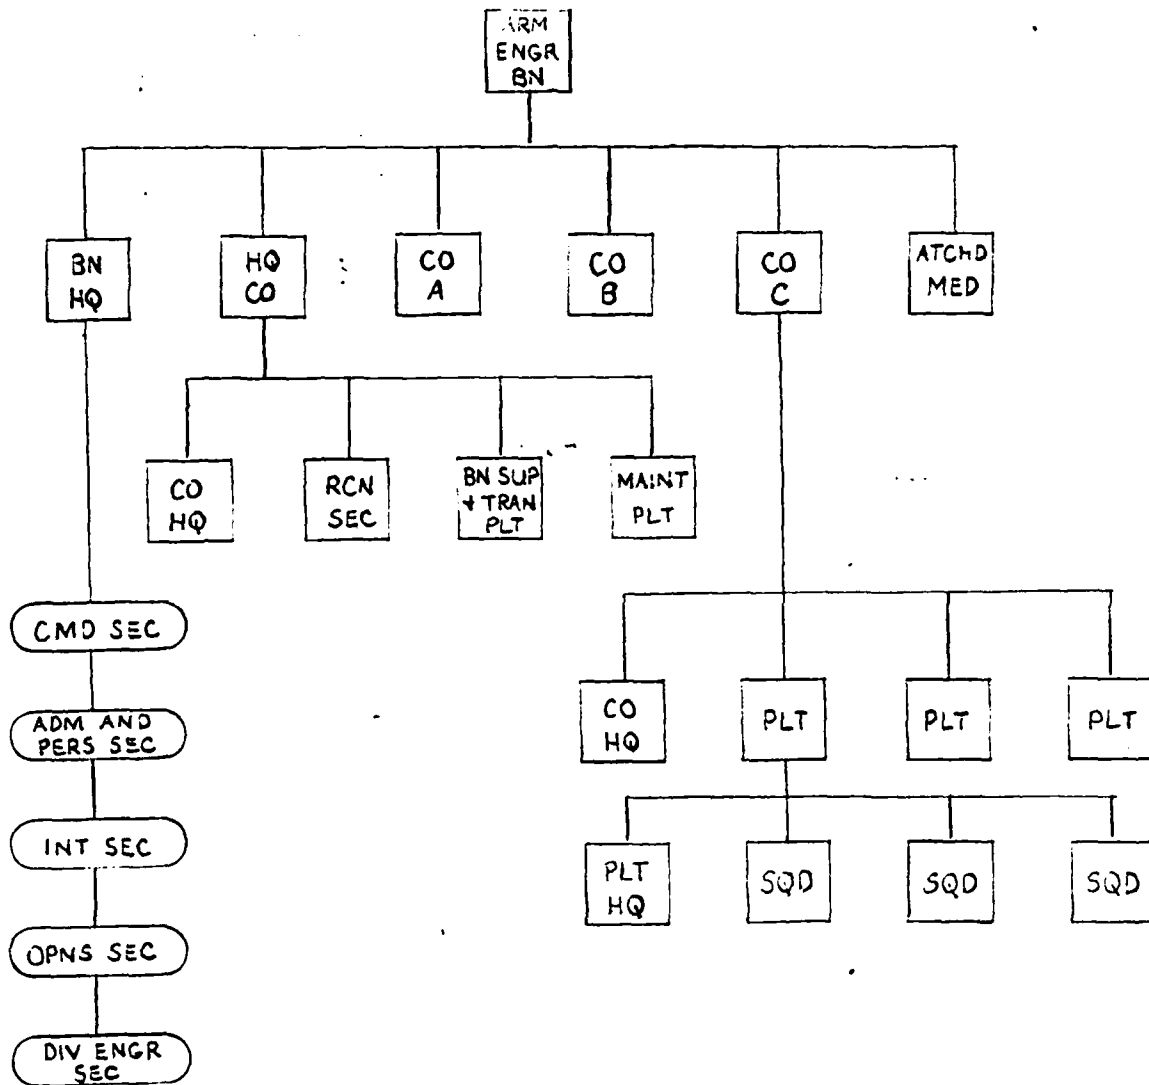 ARM
ENGR
BN
BN
HQ
HQ
CO
CO
A
CO
B
CO
C
ATCHD
MED
CO
HQ
RCN
SEC
BN SUP
+ TRAN
PLT
MAINT
PLT
CMD SEC
ADM AND
PERS SEC
INT SEC
OPNS SEC
DIV ENGR
SEC
CO
HQ
PLT
PLT
PLT
PLT
HQ
SQD
SQD
SQD